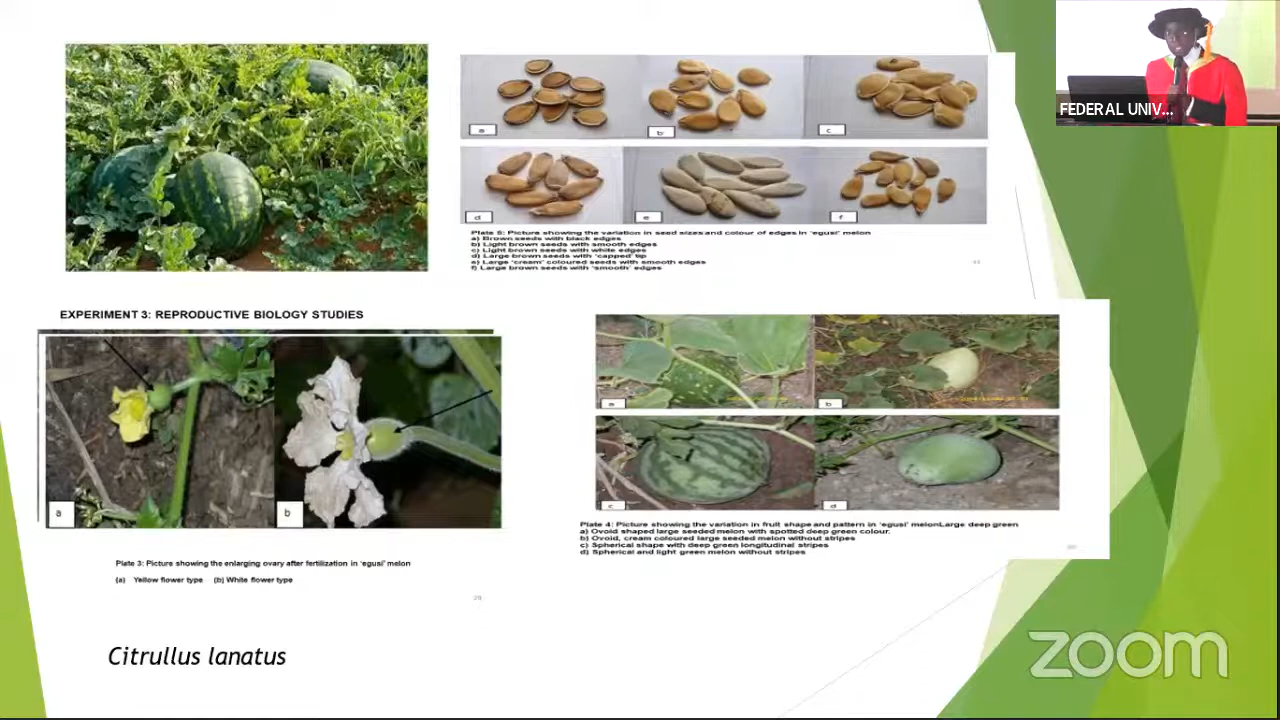 FEDERAL UNIV...
a
b
c
d
e
f
Plate 5: Picture showing the variation in seed sizes and colour of edges in 'egusi' melon
a) Brown seeds with black edges
b) Light brown seeds with smooth edges
c) Light brown seeds with white edges
d) Large brown seeds with 'capped' tip
e) Large 'cream' coloured seeds with smooth edges
f) Large brown seeds with 'smooth' edges
EXPERIMENT 3: REPRODUCTIVE BIOLOGY STUDIES
a
b
Plate 3: Picture showing the enlarging ovary after fertilization in 'egusi' melon
(a) Yellow flower type (b) White flower type
29
a
b
c
d
Plate 4: Picture showing the variation in fruit shape and pattern in 'egusi' melonLarge deep green
a) Ovoid shaped large seeded melon with spotted deep green colour.
b) Ovoid, cream coloured large seeded melon without stripes
c) Spherical shape with deep green longitudinal stripes
d) Spherical and light green melon without stripes
Citrullus lanatus
zoom